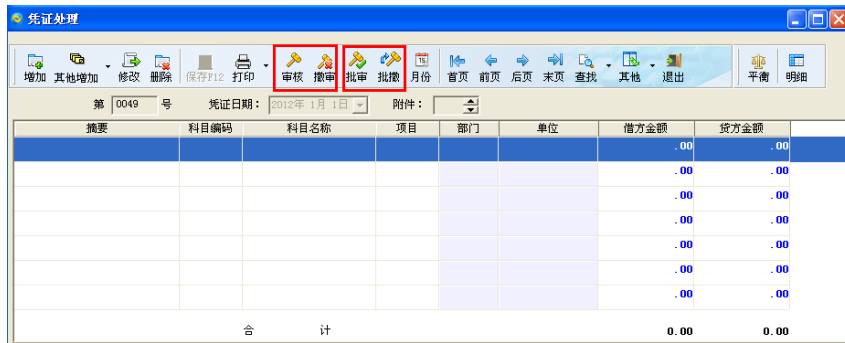 凭证处理
增加 其他增加 修改 删除 保存F12 打印 审核 撤审 批审 批撤 月份 首页 前页 后页 末页 查找 其他 退出 平衡 明细
第 0049 号 凭证日期： 2012年 1月 1日 附件：
摘要 科目编码 科目名称 项目 部门 单位 借方金额 贷方金额
.00 .00
.00 .00
.00 .00
.00 .00
.00 .00
.00 .00
.00 .00
合 计 0.00 0.00